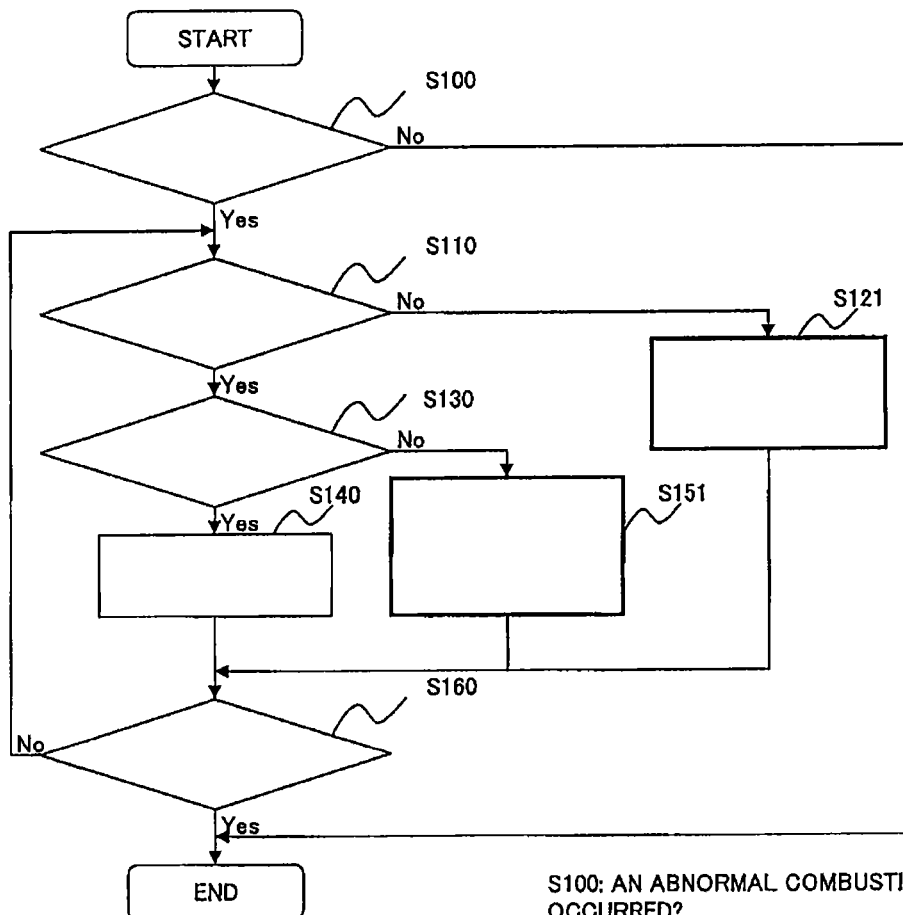 START
S100
No
Yes
S110
No
S121
Yes
S130
No
S140
S151
Yes
S160
No
Yes
END
S100: AN ABNORMAL
OCCURRED?